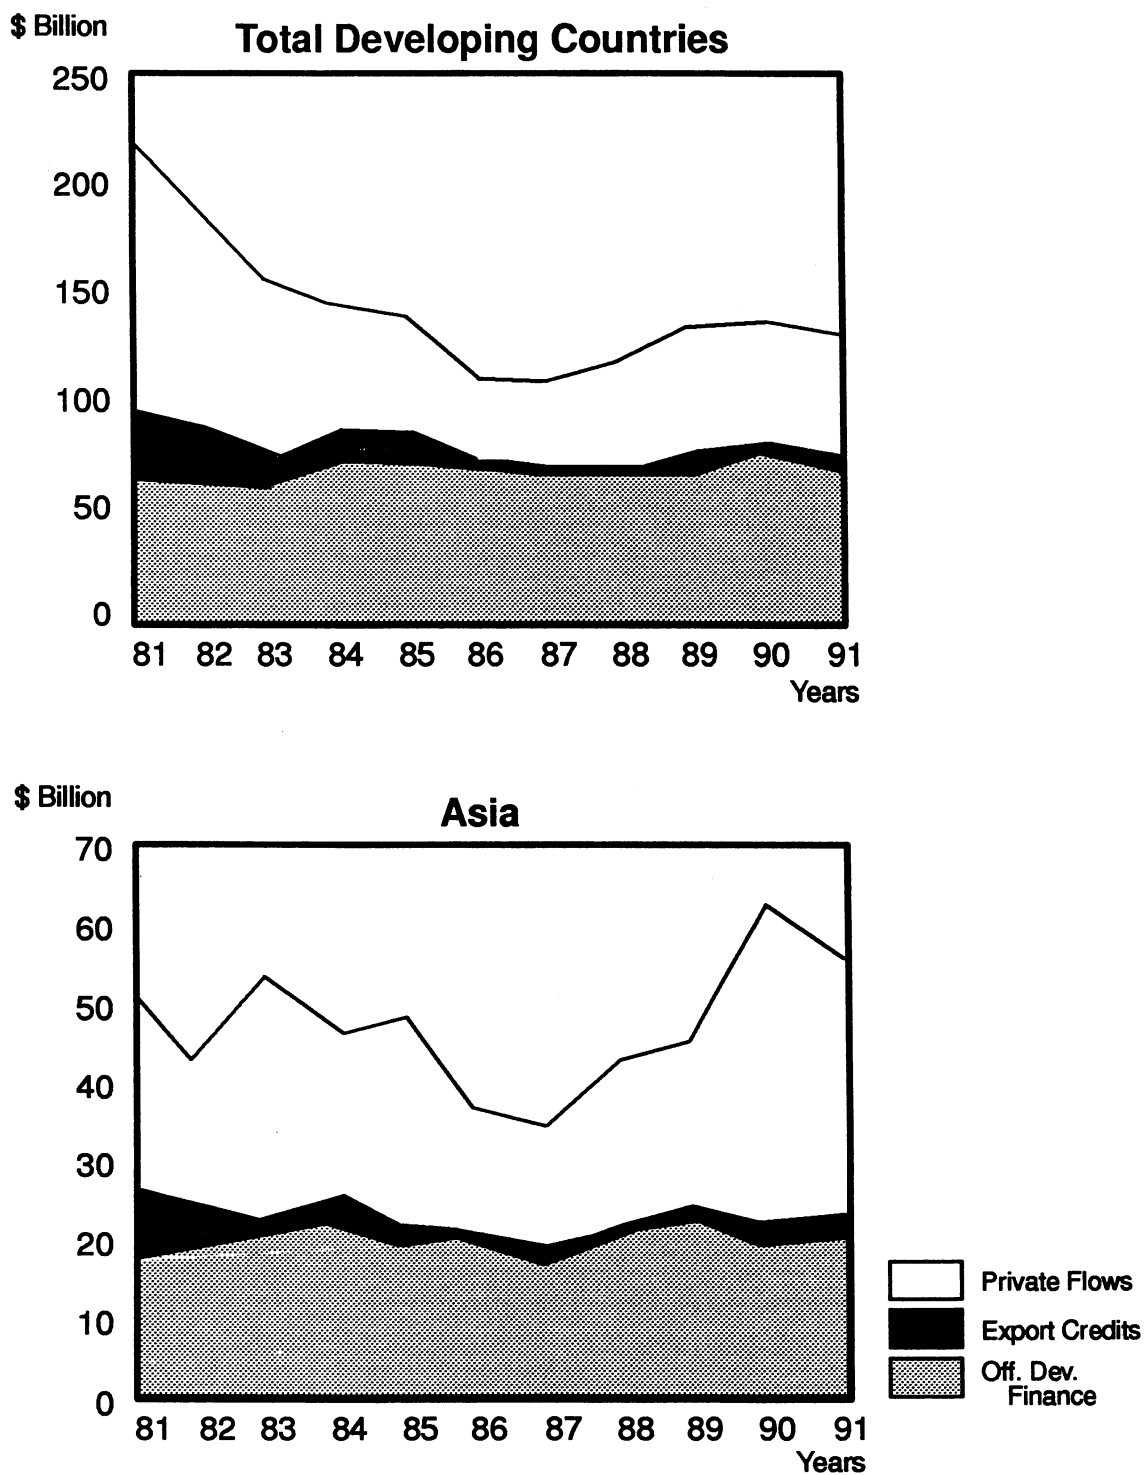 $ Billion
Total Developing Countries
250
200
150
100
50
0
81 82 83 84 85 86 87 88 89 90 91
Years
$ Billion
Asia
70
60
50
40
30
20
10
0
81 82 83 84 85 86 87 88 89 90 91
Years
Private Flows
Export Credits
Off. Dev.
Finance